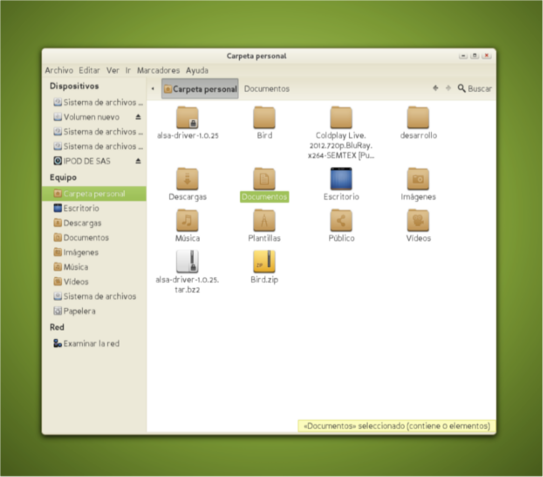 Carpeta personal
Archivo Editar Ver Ir Marcadores Ayuda
Dispositivos
Sistema de archivos ...
Volumen nuevo
Sistema de archivos ...
Sistema de archivos ...
IPOD DE SAS
Equipo
Carpeta personal
Escritorio
Descargas
Documentos
Imágenes
Música
Vídeos
Sistema de archivos
Papelera
Red
Examinar la red
Carpeta personal Documentos Buscar
alsa-driver-1.0.25
Bird
Coldplay Live.
2012.720p.BluRay.
x264-SEMTEX [Pu...
desarrollo
Descargas
Documentos
Escritorio
Imágenes
Música
Plantillas
Público
Vídeos
alsa-driver-1.0.25.
tar.bz2
Bird.zip
«Documentos» seleccionado (contiene 0 elementos)